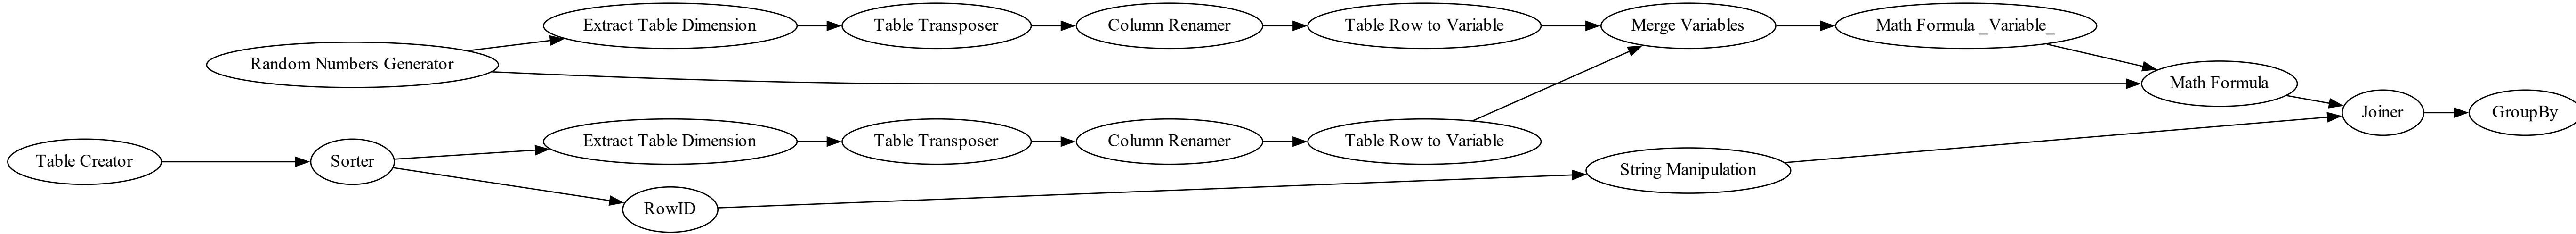 Extract Table Dimension
Table Transposer
Column Renamer
Table Row to Variable
Merge Variables
Math Formula _Variable_
Random Numbers Generator
Math Formula
Joiner
GroupBy
Extract Table Dimension
Table Transposer
Column Renamer
Table Row to Variable
Table Creator
Sorter
String Manipulation
RowID